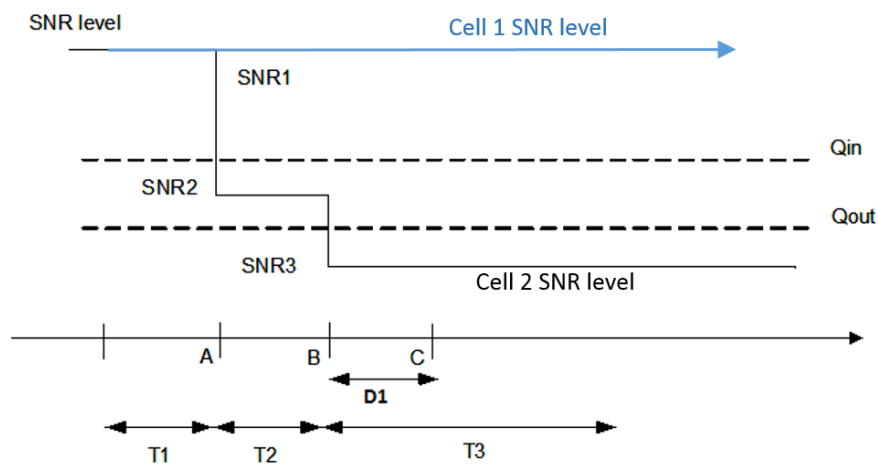 SNR level
Cell 1 SNR level
SNR1
Qin
SNR2
Qout
SNR3
Cell 2 SNR level
A
B
C
D1
T1
T2
T3